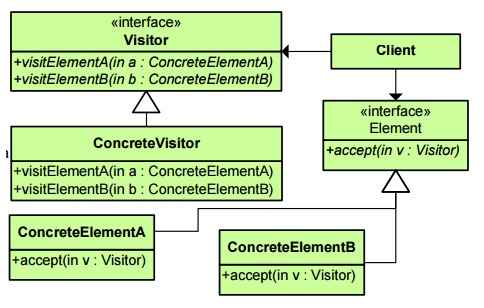 «interface»
Visitor
+visitElementA(in a : ConcreteElementA)
+visitElementB(in b : ConcreteElementB)
Client
«interface»
Element
+accept(in v : Visitor)
ConcreteVisitor
+visitElementA(in a : ConcreteElementA)
+visitElementB(in b : ConcreteElementB)
ConcreteElementA
+accept(in v : Visitor)
ConcreteElementB
+accept(in v : Visitor)